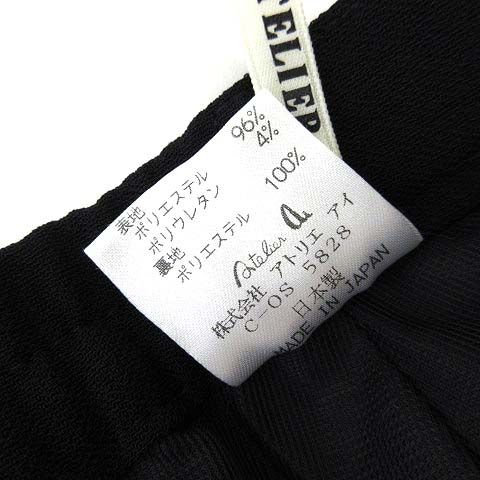 TELIER
表地
ポリエステル 96%
ポリウレタン 4%
裏地
ポリエステル 100%
Atelier a
株式会社 アトリエ アイ
C-OS 5828
日本製
MADE IN JAPAN